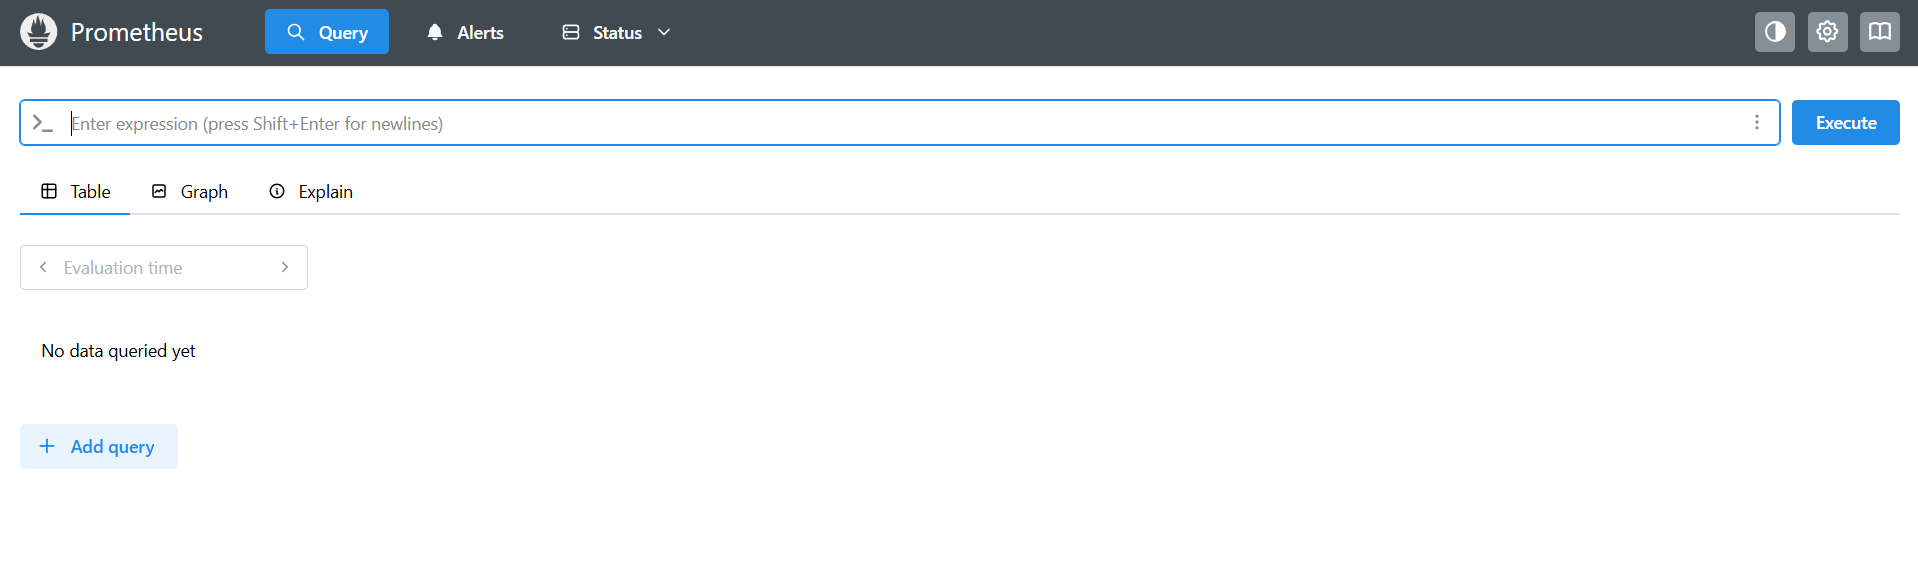 Prometheus Query Alerts Status
Enter expression (press Shift+Enter for newlines) Execute
Table Graph Explain
Evaluation time
No data queried yet
Add query